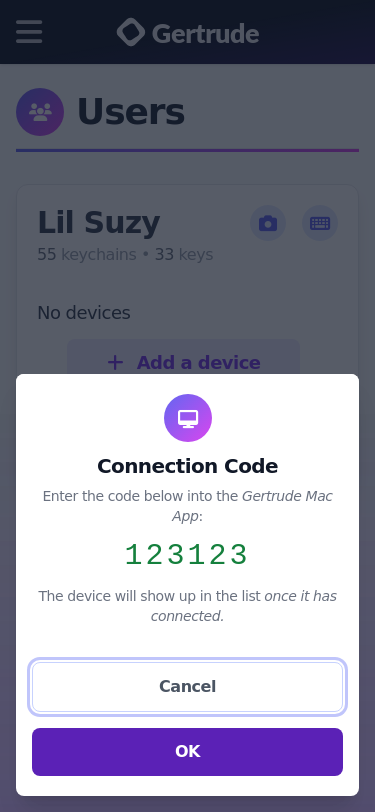 Gertrude
Users
Lil Suzy
55 keychains • 33 keys
No devices
+ Add a device
Connection Code
Enter the code below into the Gertrude Mac
App:
123123
The device will show up in the list once it has
connected.
Cancel
OK